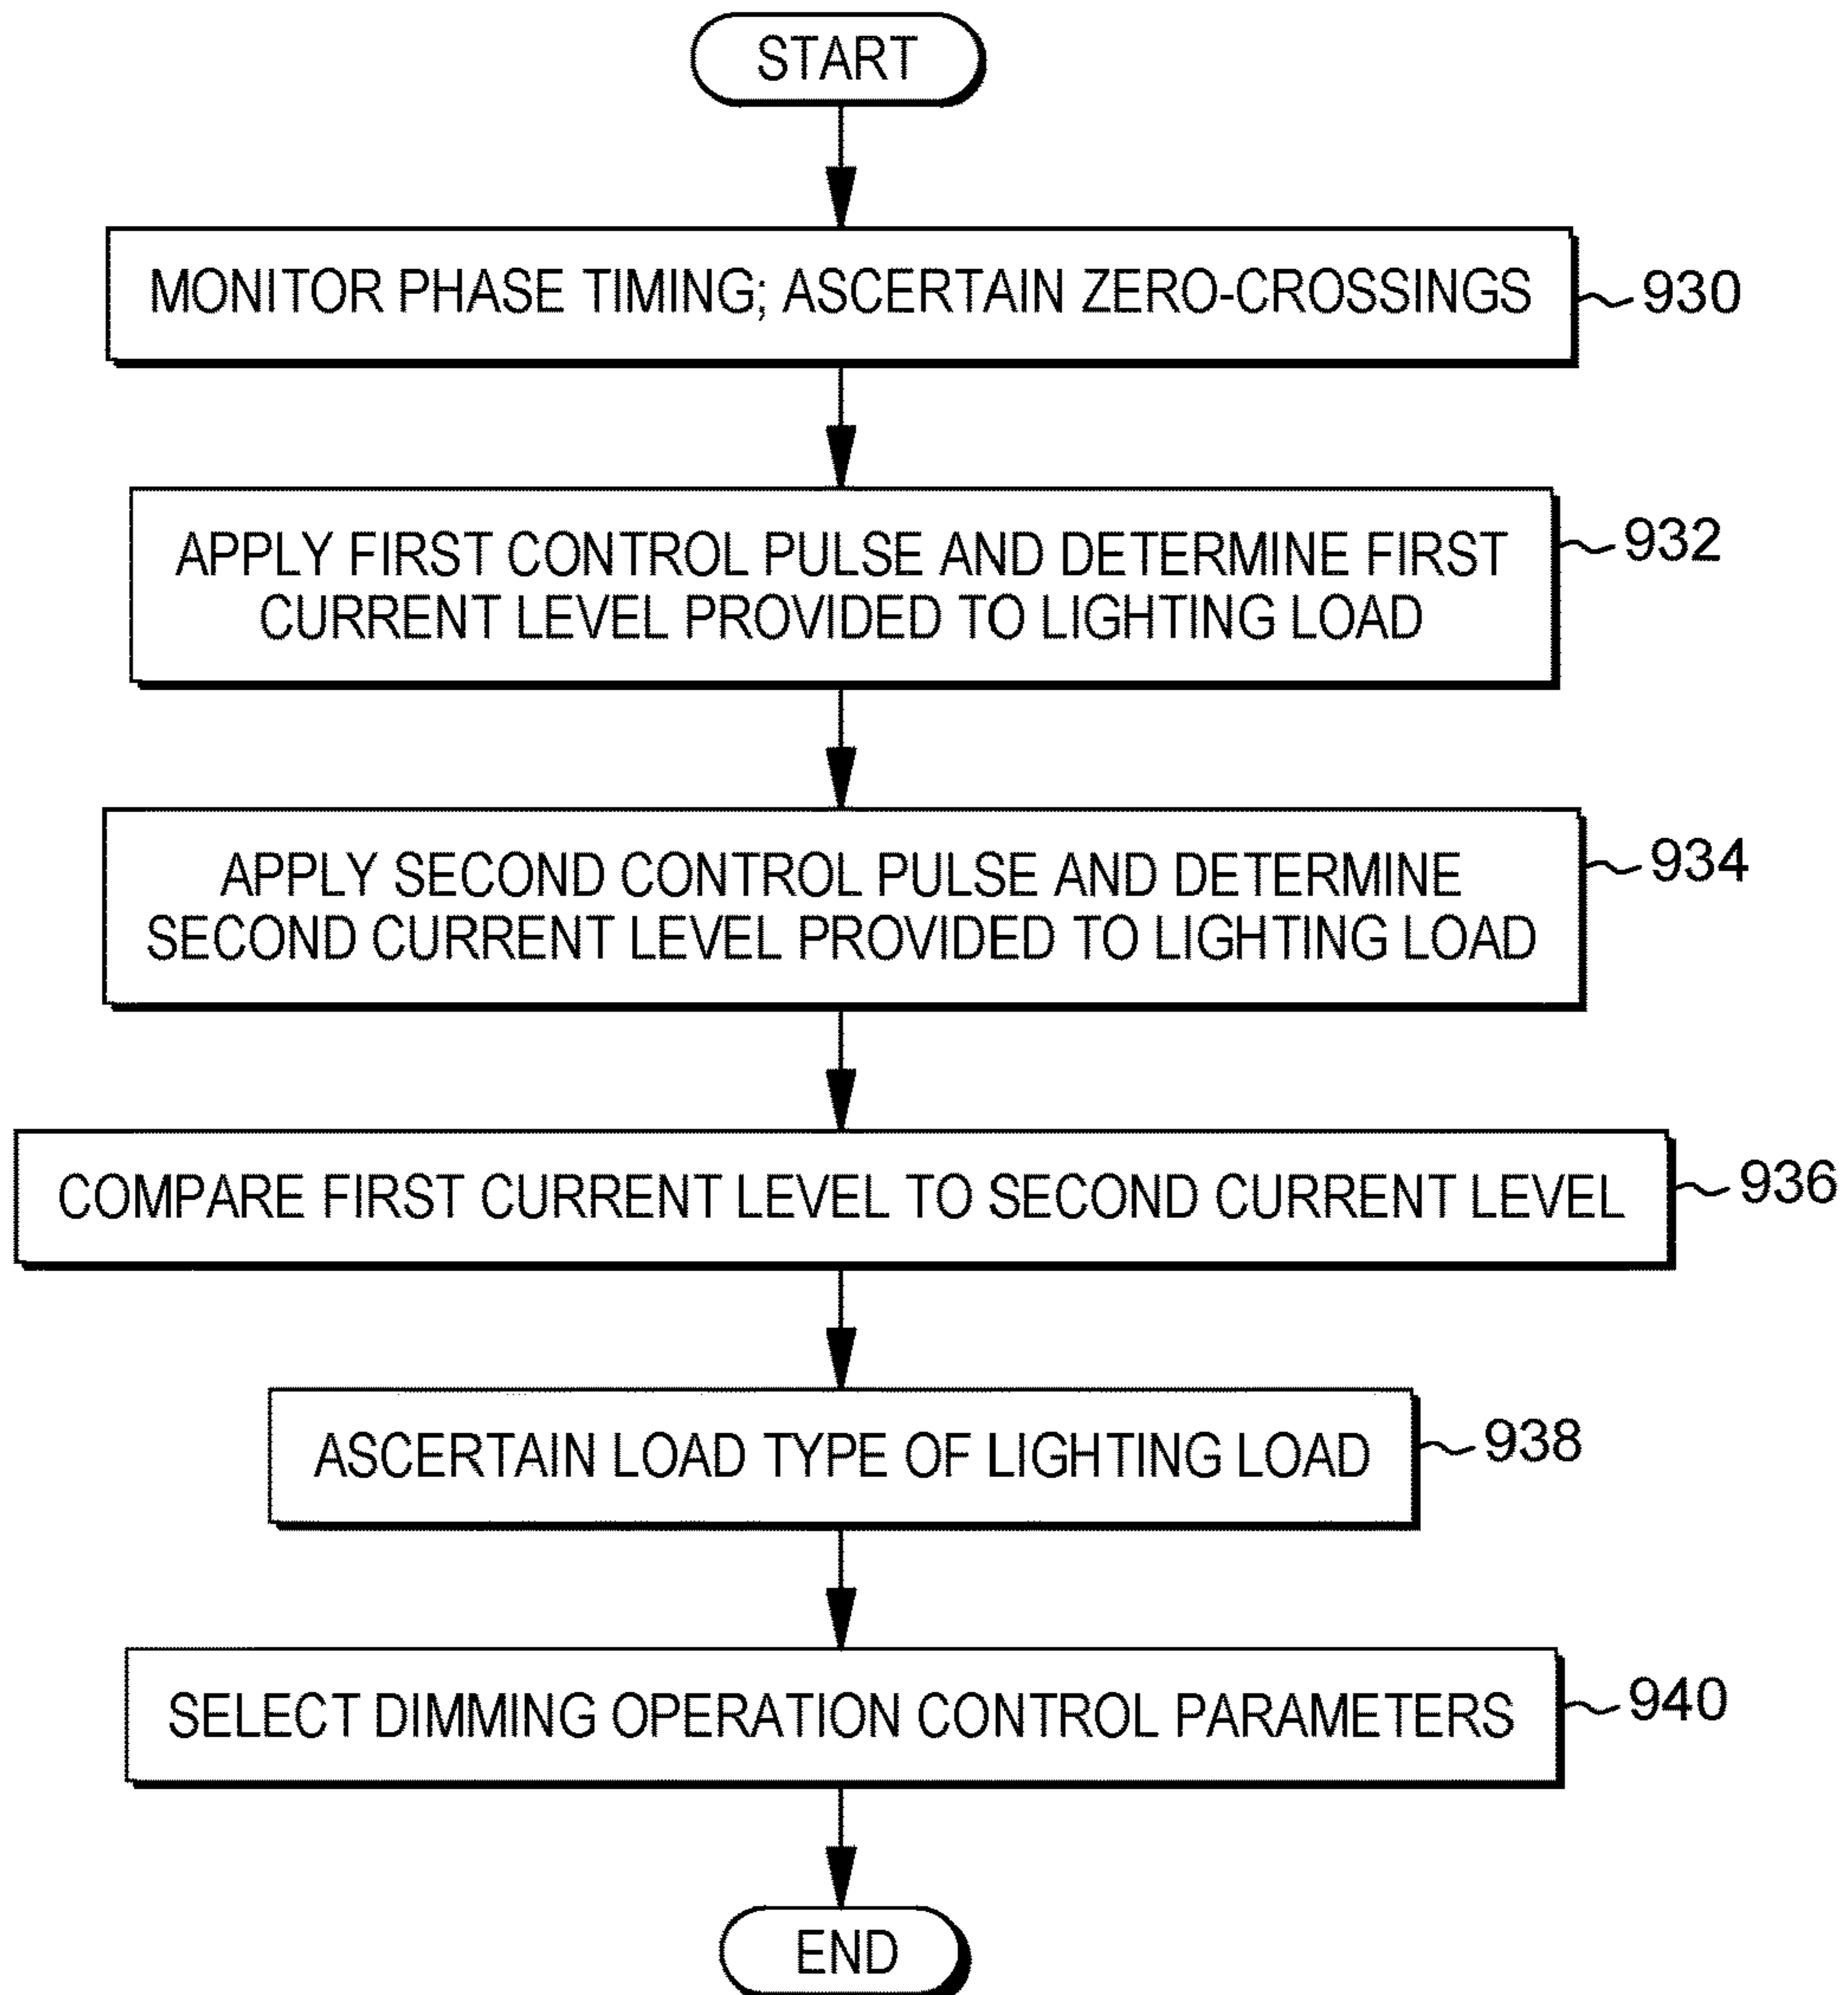 START
MONITOR PHASE TIMING; ASCERTAIN ZERO-CROSSINGS
930
APPLY FIRST CONTROL PULSE AND DETERMINE FIRST
CURRENT LEVEL PROVIDED TO LIGHTING LOAD
932
APPLY SECOND CONTROL PULSE AND DETERMINE
SECOND CURRENT LEVEL PROVIDED TO LIGHTING LOAD
934
COMPARE FIRST CURRENT LEVEL TO SECOND CURRENT LEVEL
936
ASCERTAIN LOAD TYPE OF LIGHTING LOAD
938
SELECT DIMMING OPERATION CONTROL PARAMETERS
940
END